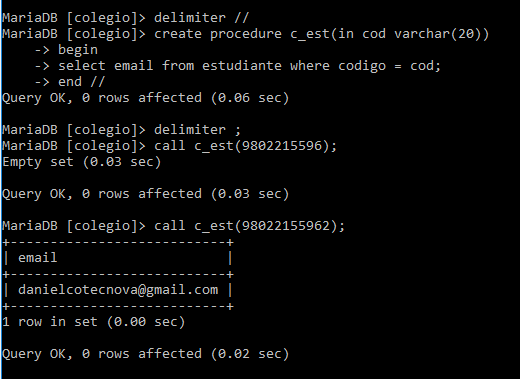 MariaDB [colegio]> delimiter //
MariaDB [colegio]> create procedure c_est(in cod varchar(20))
    -> begin
    -> select email from estudiante where codigo = cod;
    -> end //
Query OK, 0 rows affected (0.06 sec)

MariaDB [colegio]> delimiter ;
MariaDB [colegio]> call c_est(9802215596);
Empty set (0.03 sec)

Query OK, 0 rows affected (0.03 sec)

MariaDB [colegio]> call c_est(98022155962);
+---------------------------+
| email                     |
+---------------------------+
| danielcotecnova@gmail.com |
+---------------------------+
1 row in set (0.00 sec)

Query OK, 0 rows affected (0.02 sec)